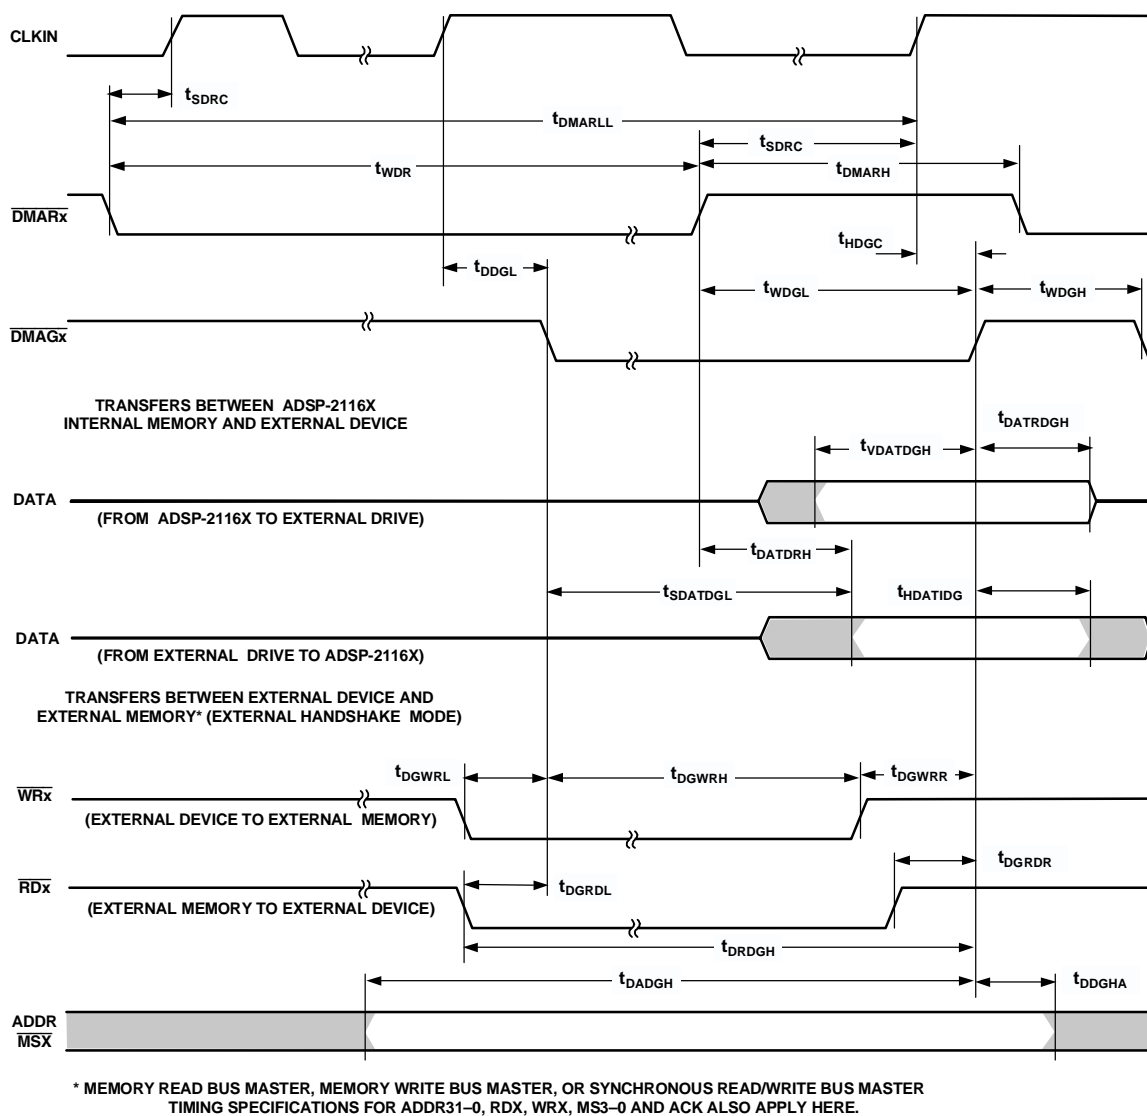 CLKIN
tSDRC
tDMARLL
tSDRC
tWDR
tDMARH
DMARx
tHDGC
tDDGL
tWDGL
tWDGH
DMAGx
TRANSFERS BETWEEN ADSP-2116X
INTERNAL MEMORY AND EXTERNAL DEVICE
tDATRDGH
tVDATDGH
DATA
(FROM ADSP-2116X TO EXTERNAL DRIVE)
tDATDRH
tSDATDGL
tHDATIDG
DATA
(FROM EXTERNAL DRIVE TO ADSP-2116X)
TRANSFERS BETWEEN EXTERNAL DEVICE AND
EXTERNAL MEMORY* (EXTERNAL HANDSHAKE MODE)
tDGWRL
tDGWRH
tDGWRR
WRx
(EXTERNAL DEVICE TO EXTERNAL MEMORY)
tDGRDR
RDx
tDGRDL
(EXTERNAL MEMORY TO EXTERNAL DEVICE)
tDRDGH
tDADGH
tDDGHA
ADDR
MSX
* MEMORY READ BUS MASTER, MEMORY WRITE BUS MASTER, OR SYNCHRONOUS READ/WRITE BUS MASTER
TIMING SPECIFICATIONS FOR ADDR31–0, RDX, WRX, MS3–0 AND ACK ALSO APPLY HERE.